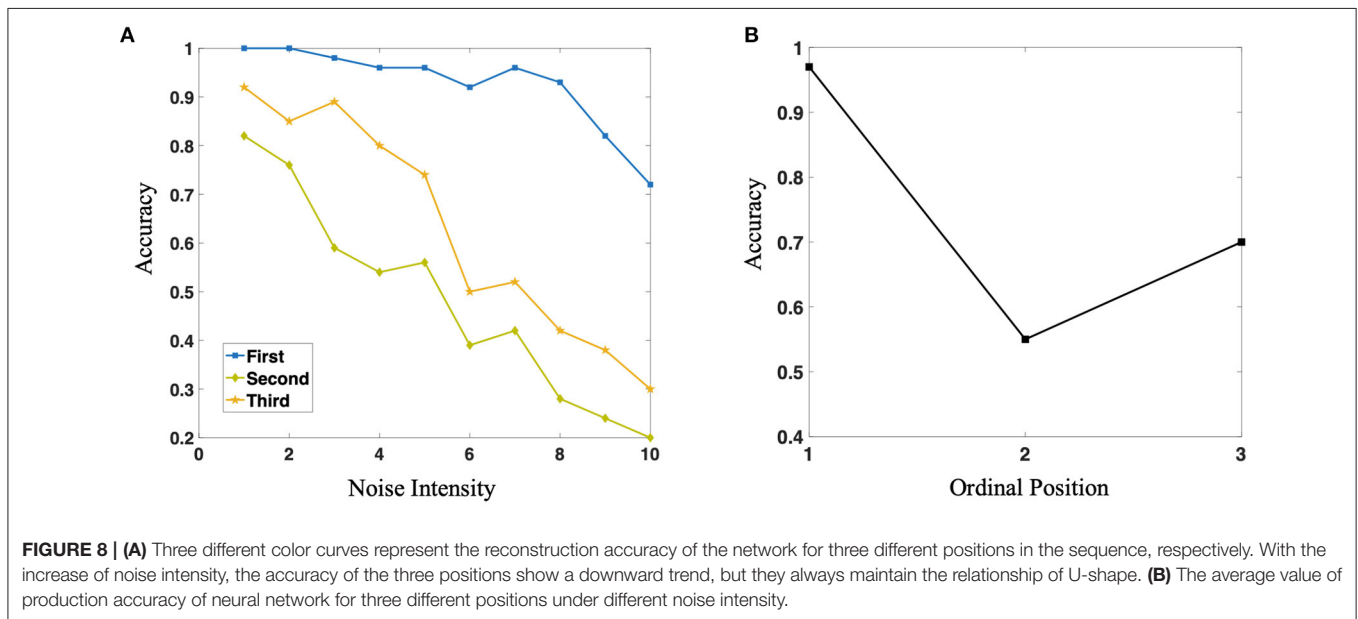 A
1
0.9
0.8
0.7
0.6
0.5
0.4
0.3
0.2
Accuracy
First
Second
Third
0 2 4 6 8 10
Noise Intensity
B
1
0.9
0.8
0.7
0.6
0.5
0.4
Accuracy
1 2 3
Ordinal Position
FIGURE 8 | (A) Three different color curves represent the reconstruction accuracy of the network for three different positions in the sequence, respectively. With the
increase of noise intensity, the accuracy of the three positions show a downward trend, but they always maintain the relationship of U-shape. (B) The average value of
production accuracy of neural network for three different positions under different noise intensity.